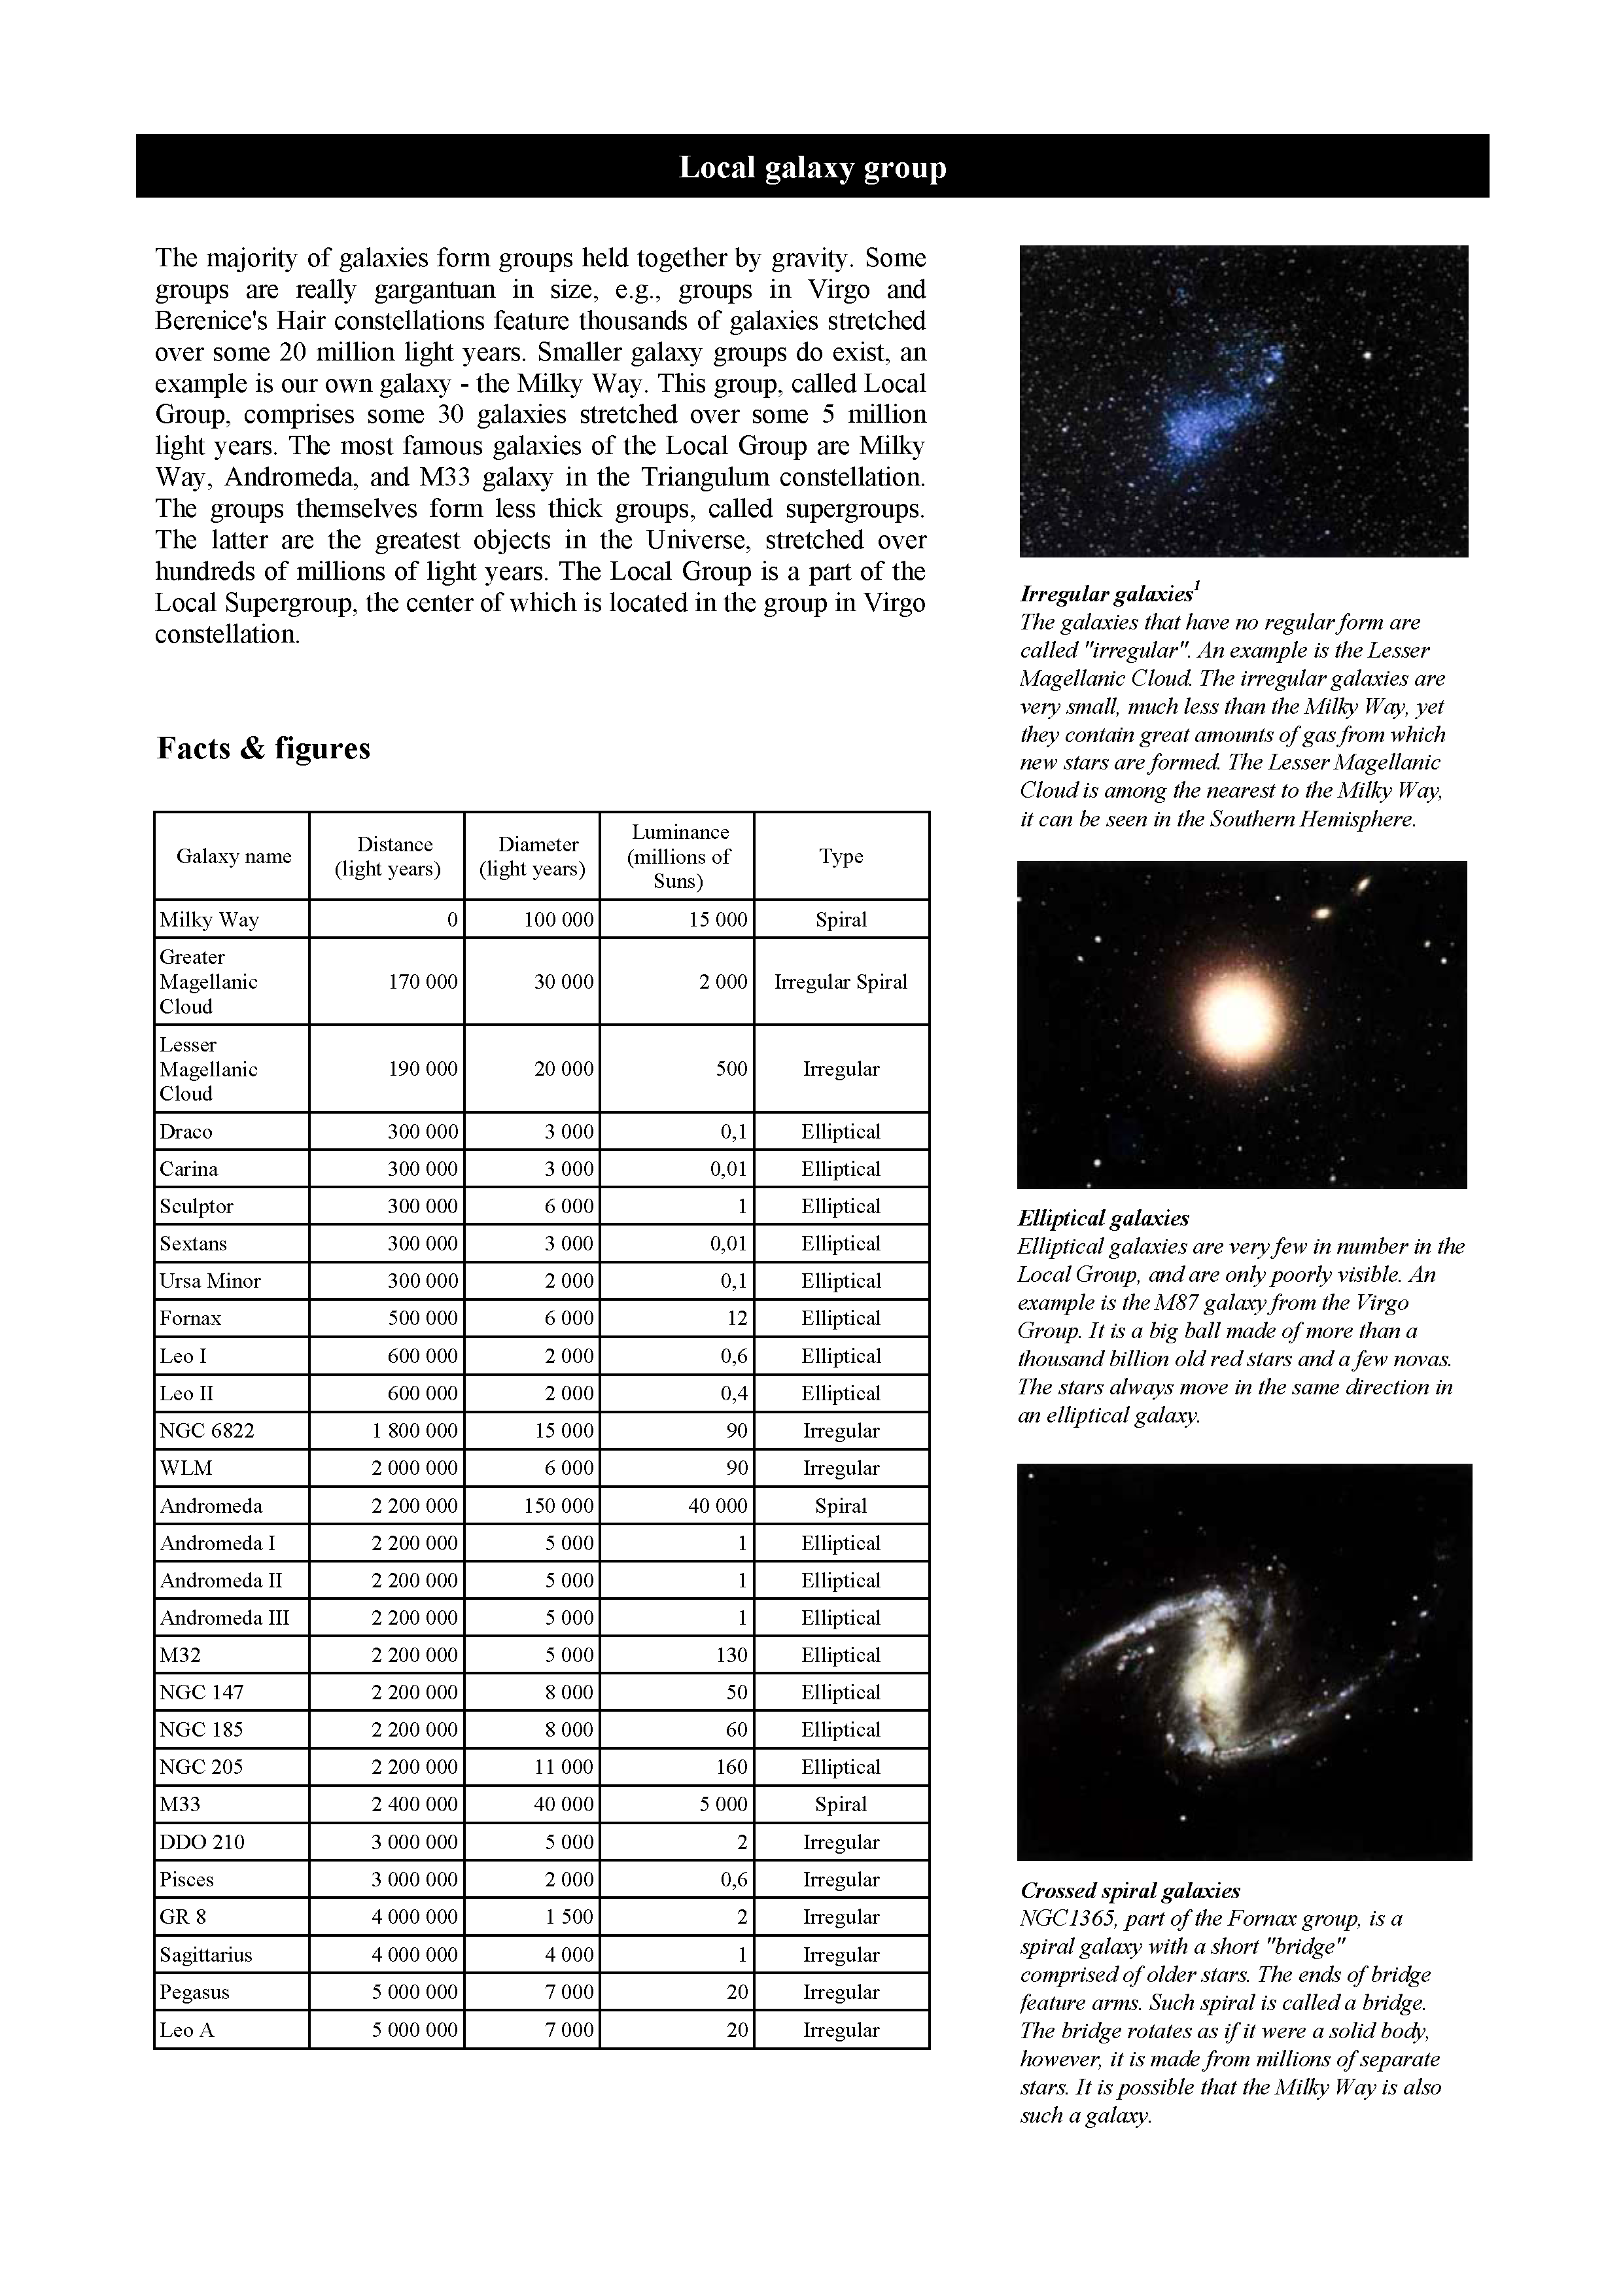 Local galaxy group
The majority of galaxies form groups held together by gravity. Some
groups are really gargantuan in size, e.g., groups in Virgo and
Berenice's Hair constellations feature thousands of galaxies stretched
over some 20 million light years. Smaller galaxy groups do exist, an
example is our own galaxy - the Milky Way. This group, called Local
Group, comprises some 30 galaxies stretched over some 5 million
light years. The most famous galaxies of the Local Group are Milky
Way, Andromeda, and M33 galaxy in the Triangulum constellation.
The groups themselves form less thick groups, called supergroups.
The latter are the greatest objects in the Universe, stretched over
hundreds of millions of light years. The Local Group is a part of the
Local Supergroup, the center of which is located in the group in Virgo
constellation.
Facts & figures
Galaxy name Distance (light years) Diameter (light years) Luminance (millions of Suns) Type
Milky Way 0 100 000 15 000 Spiral
Greater Magellanic Cloud 170 000 30 000 2 000 Irregular Spiral
Lesser Magellanic Cloud 190 000 20 000 500 Irregular
Draco 300 000 3 000 0,1 Elliptical
Carina 300 000 3 000 0,01 Elliptical
Sculptor 300 000 6 000 1 Elliptical
Sextans 300 000 3 000 0,01 Elliptical
Ursa Minor 300 000 2 000 0,1 Elliptical
Fornax 500 000 6 000 12 Elliptical
Leo I 600 000 2 000 0,6 Elliptical
Leo II 600 000 2 000 0,4 Elliptical
NGC 6822 1 800 000 15 000 90 Irregular
WLM 2 000 000 6 000 90 Irregular
Andromeda 2 200 000 150 000 40 000 Spiral
Andromeda I 2 200 000 5 000 1 Elliptical
Andromeda II 2 200 000 5 000 1 Elliptical
Andromeda III 2 200 000 5 000 1 Elliptical
M32 2 200 000 5 000 130 Elliptical
NGC 147 2 200 000 8 000 50 Elliptical
NGC 185 2 200 000 8 000 60 Elliptical
NGC 205 2 200 000 11 000 160 Elliptical
M33 2 400 000 40 000 5 000 Spiral
DDO 210 3 000 000 5 000 2 Irregular
Pisces 3 000 000 2 000 0,6 Irregular
GR 8 4 000 000 1 500 2 Irregular
Sagittarius 4 000 000 4 000 1 Irregular
Pegasus 5 000 000 7 000 20 Irregular
Leo A 5 000 000 7 000 20 Irregular
Irregular galaxies¹
The galaxies that have no regular form are
called "irregular". An example is the Lesser
Magellanic Cloud. The irregular galaxies are
very small, much less than the Milky Way, yet
they contain great amounts of gas from which
new stars are formed. The Lesser Magellanic
Cloud is among the nearest to the Milky Way,
it can be seen in the Southern Hemisphere.
Elliptical galaxies
Elliptical galaxies are very few in number in the
Local Group, and are only poorly visible. An
example is the M87 galaxy from the Virgo
Group. It is a big ball made of more than a
thousand billion old red stars and a few novas.
The stars always move in the same direction in
an elliptical galaxy.
Crossed spiral galaxies
NGC1365, part of the Fornax group, is a
spiral galaxy with a short "bridge"
comprised of older stars. The ends of bridge
feature arms. Such spiral is called a bridge.
The bridge rotates as if it were a solid body,
however, it is made from millions of separate
stars. It is possible that the Milky Way is also
such a galaxy.